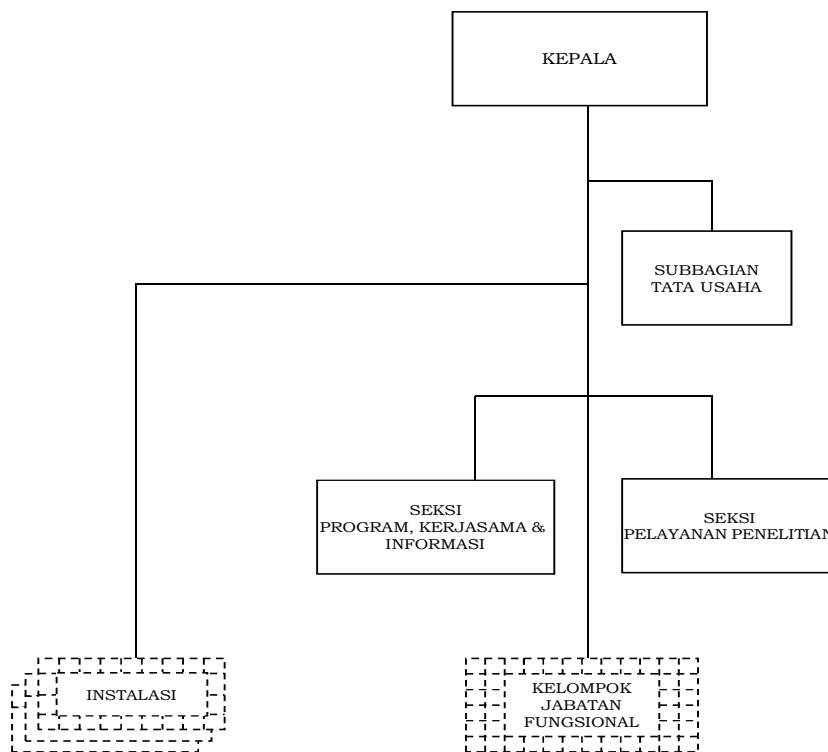 KEPALA
SUBBAGIAN
TATA USAHA
SEKSI
PROGRAM, KERJASAMA &
INFORMASI
SEKSI
PELAYANAN PENELITIAN
INSTALASI
KELOMPOK
JABATAN
FUNGSIONAL